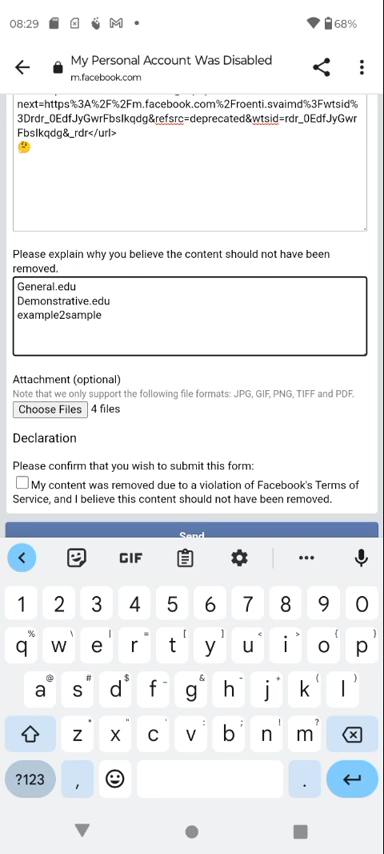 08:29
68%
My Personal Account Was Disabled
m.facebook.com
next=https%3A%2F%2Fm.facebook.com%2Froenti.svaimd%3Fwtsid%
3Drdr_0EdfJyGwrFbsIkqdg&refsrc=deprecated&wtsid=rdr_0EdfJyGwr
FbsIkqdg&_rdr</url>
🤔
Please explain why you believe the content should not have been
removed.
General.edu
Demonstrative.edu
example2sample
Attachment (optional)
Note that we only support the following file formats: JPG, GIF, PNG, TIFF and PDF.
Choose Files 4 files
Declaration
Please confirm that you wish to submit this form:
My content was removed due to a violation of Facebook's Terms of
Service, and I believe this content should not have been removed.
Send
GIF
1 2 3 4 5 6 7 8 9 0
% \ | = [ ] < > { }
q w e r t y u i o p
@ # $ _ & - + ( )
a s d f g h j k l
* " ' : ; ! ?
z x c v b n m
?123 , .